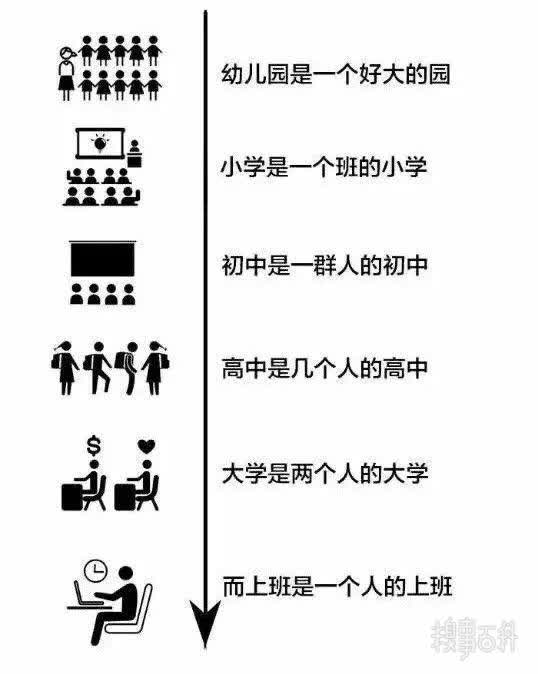 幼儿园是一个好大的园
小学是一个班的小学
初中是一群人的初中
高中是几个人的高中
$
大学是两个人的大学
而上班是一个人的上班
糗事百科